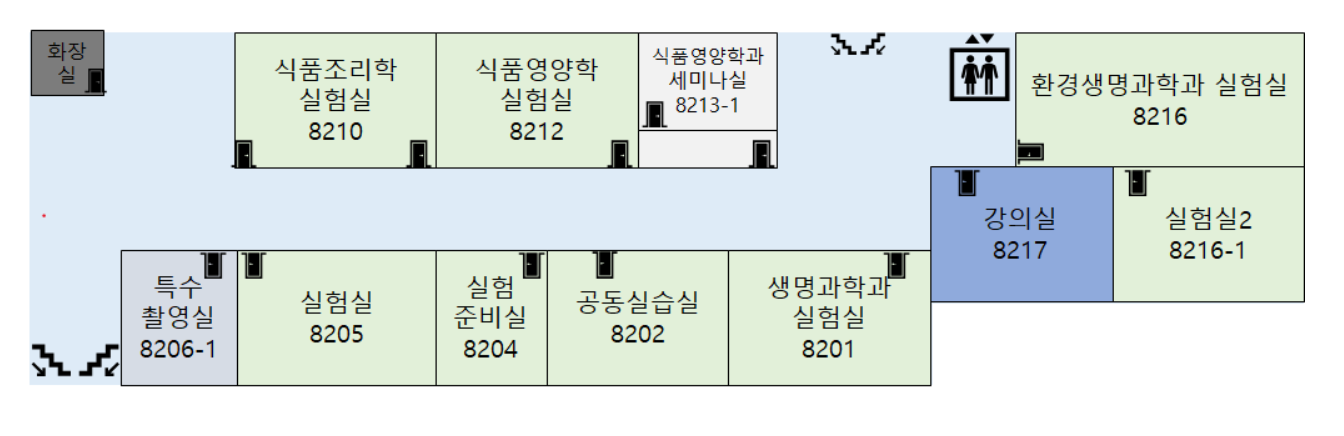 화장
실
식품조리학
실험실
8210
식품영양학
실험실
8212
식품영양학과
세미나실
8213-1
환경생명과학과 실험실
8216
강의실
8217
실험실2
8216-1
특수
촬영실
8206-1
실험실
8205
실험
준비실
8204
공동실습실
8202
생명과학과
실험실
8201